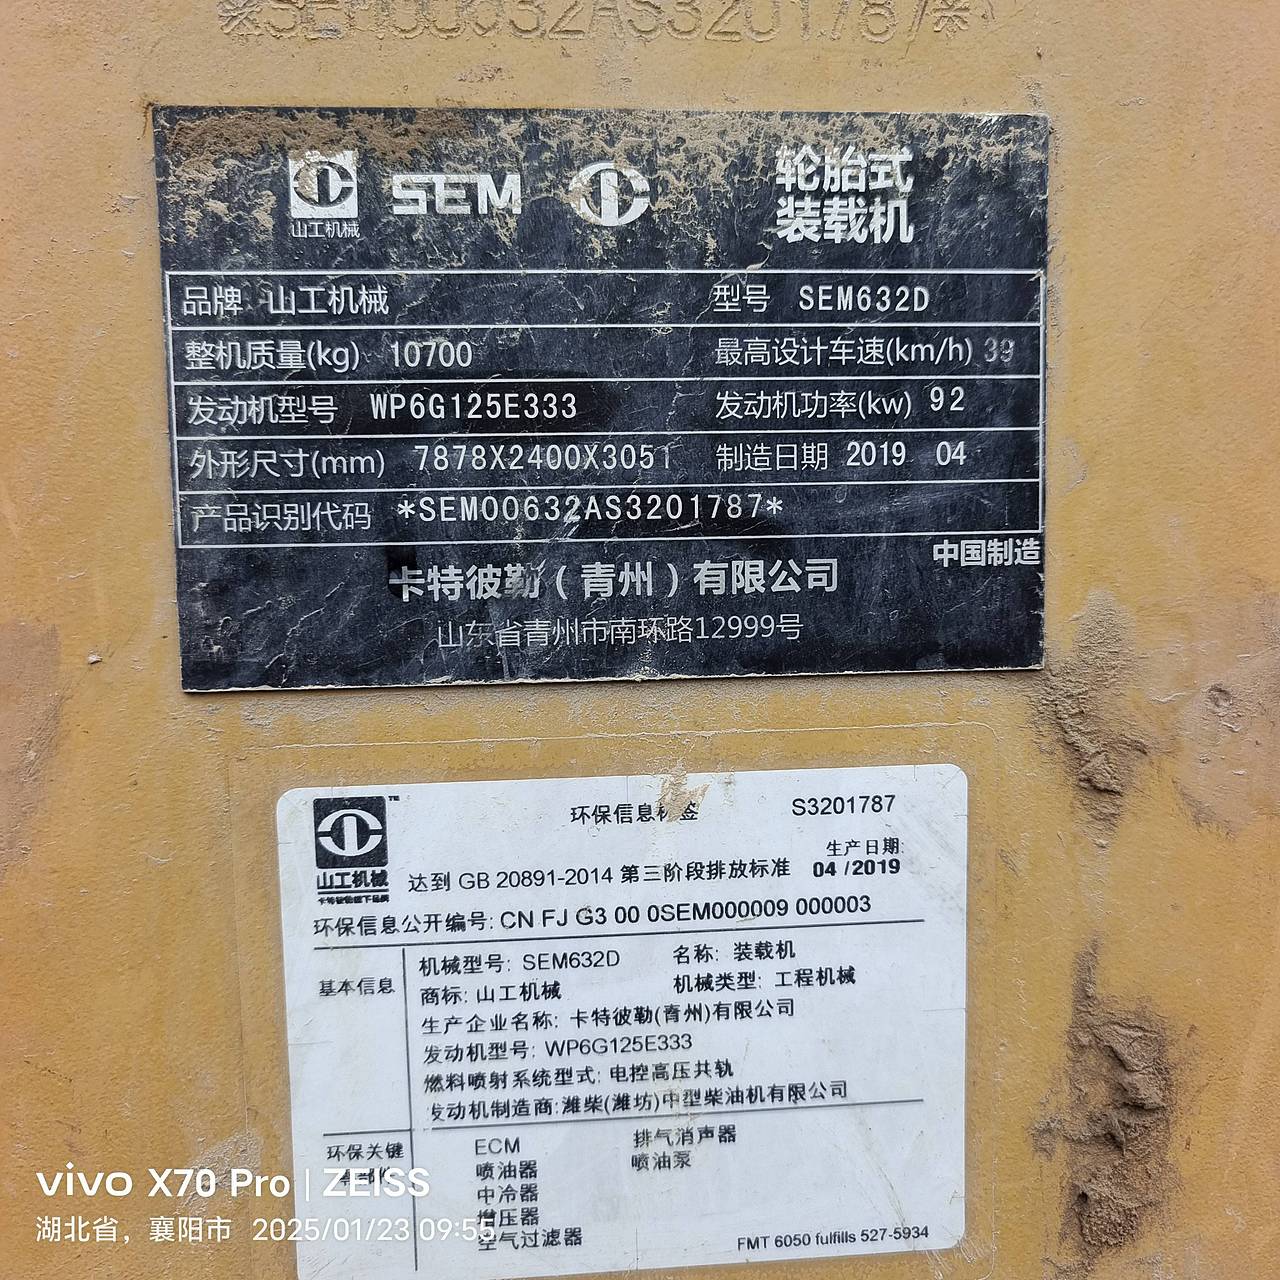 *SEM00632AS3201787*
山工机械 SEM 轮胎式
装载机
品牌 山工机械 型号 SEM632D
整机质量(kg) 10700 最高设计车速(km/h) 39
发动机型号 WP6G125E333 发动机功率(kw) 92
外形尺寸(mm) 7878X2400X3051 制造日期 2019 04
产品识别代码 *SEM00632AS3201787*
中国制造
卡特彼勒(青州)有限公司
山东省青州市南环路12999号
TM
山工机械
环保信息标签 S3201787
生产日期:
达到 GB 20891-2014 第三阶段排放标准 04 /2019
环保信息公开编号: CN FJ G3 00 0SEM000009 000003
基本信息
机械型号: SEM632D 名称: 装载机
商标: 山工机械 机械类型: 工程机械
生产企业名称: 卡特彼勒(青州)有限公司
发动机型号: WP6G125E333
燃料喷射系统型式: 电控高压共轨
发动机制造商:潍柴(潍坊)中型柴油机有限公司
环保关键
ECM 排气消声器
喷油器 喷油泵
中冷器
增压器
空气过滤器
FMT 6050 fulfills 527-5934
vivo X70 Pro | ZEISS
湖北省，襄阳市 2025/01/23 09:55